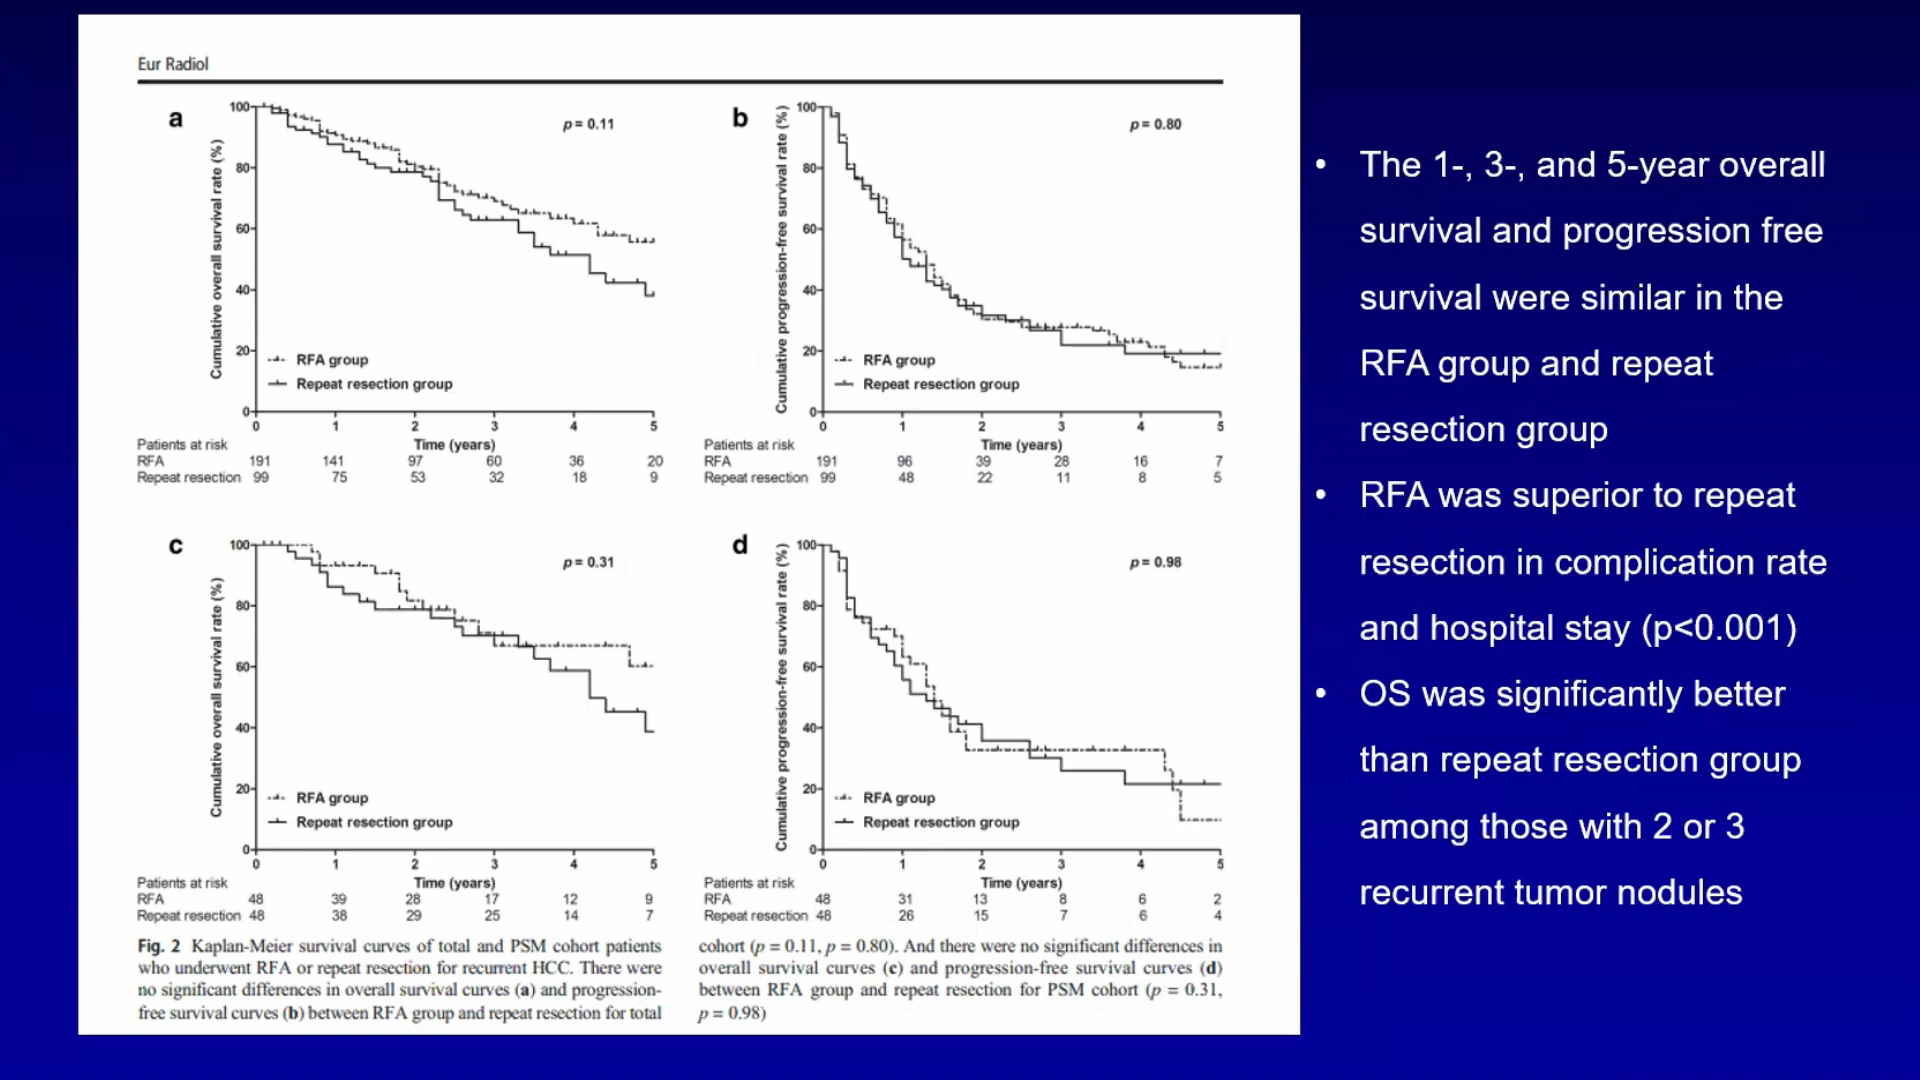 Eur Radiol
a
p = 0.11
Cumulative overall survival rate (%)
100
80
60
40
20
0
RFA group
Repeat resection group
0 1 2 3 4 5
Patients at risk Time (years)
RFA 191 141 97 60 36 20
Repeat resection 99 75 53 32 18 9
b
p = 0.80
Cumulative progression-free survival rate (%)
100
80
60
40
20
0
RFA group
Repeat resection group
0 1 2 3 4 5
Patients at risk Time (years)
RFA 191 96 39 28 16 7
Repeat resection 99 48 22 11 8 5
c
p = 0.31
Cumulative overall survival rate (%)
100
80
60
40
20
0
RFA group
Repeat resection group
0 1 2 3 4 5
Patients at risk Time (years)
RFA 48 39 28 17 12 9
Repeat resection 48 38 29 25 14 7
d
p = 0.98
Cumulative progression-free survival rate (%)
100
80
60
40
20
0
RFA group
Repeat resection group
0 1 2 3 4 5
Patients at risk Time (years)
RFA 48 31 13 8 6 2
Repeat resection 48 26 15 7 6 4
Fig. 2 Kaplan-Meier survival curves of total and PSM cohort patients
who underwent RFA or repeat resection for recurrent HCC. There were
no significant differences in overall survival curves (a) and progression-
free survival curves (b) between RFA group and repeat resection for total
cohort (p = 0.11, p = 0.80). And there were no significant differences in
overall survival curves (c) and progression-free survival curves (d)
between RFA group and repeat resection for PSM cohort (p = 0.31,
p = 0.98)
• The 1-, 3-, and 5-year overall
survival and progression free
survival were similar in the
RFA group and repeat
resection group
• RFA was superior to repeat
resection in complication rate
and hospital stay (p<0.001)
• OS was significantly better
than repeat resection group
among those with 2 or 3
recurrent tumor nodules